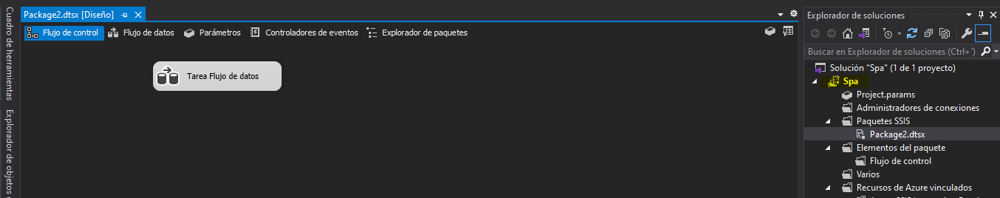 Cuadro de herramientas
Explorador de objetos
Package2.dtsx [Diseño]
Flujo de control
Flujo de datos
Parámetros
Controladores de eventos
Explorador de paquetes
Tarea Flujo de datos
Explorador de soluciones
Buscar en Explorador de soluciones (Ctrl+
Solución "Spa" (1 de 1 proyecto)
Spa
Project.params
Administradores de conexiones
Paquetes SSIS
Package2.dtsx
Elementos del paquete
Flujo de control
Varios
Recursos de Azure vinculados